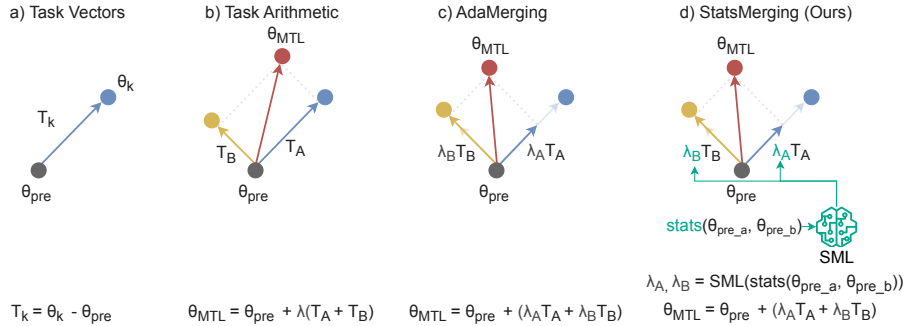 a) Task Vectors
b) Task Arithmetic
c) AdaMerging
d) StatsMerging (Ours)
θk
Tk
θpre
θMTL
TB
TA
θpre
θMTL
λBTB
λATA
θpre
θMTL
λBTB
λATA
θpre
stats(θpre_a, θpre_b)
SML
λA, λB = SML(stats(θpre_a, θpre_b))
Tk = θk - θpre
θMTL = θpre + λ(TA + TB)
θMTL = θpre + (λATA + λBTB)
θMTL = θpre + (λATA + λBTB)